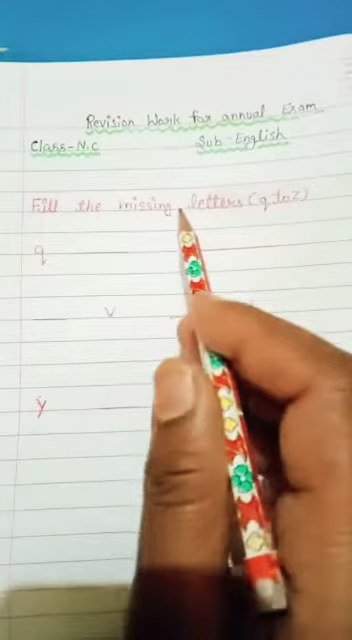 Revision Work for annual Exam
Class-N.C Sub-English
Fill the missing letters (q to z)
q
v
y